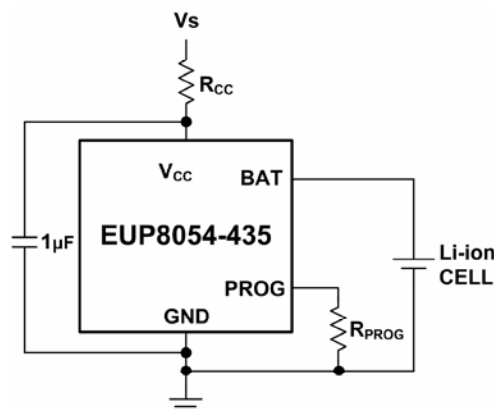 Vs
RCC
VCC
BAT
1µF
EUP8054-435
Li-ion
CELL
PROG
GND
RPROG